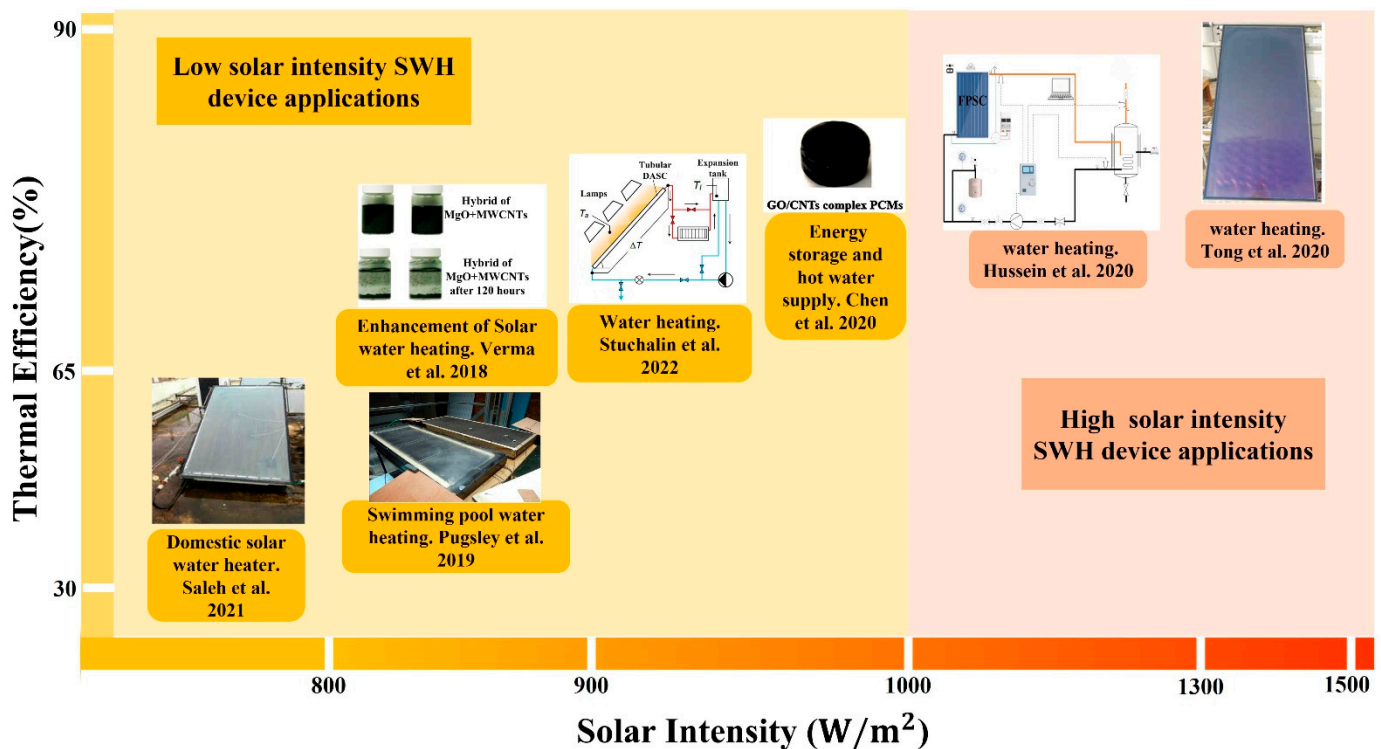 90
65
30
Thermal Efficiency(%)
Low solar intensity SWH
device applications
Hybrid of
MgO+MWCNTs
Hybrid of
MgO+MWCNTs
after 120 hours
Enhancement of Solar
water heating. Verma
et al. 2018
Lamps
Tubular
DASC
Expansion
tank
Ta
Ti
ΔT
Water heating.
Stuchalin et al.
2022
GO/CNTs complex PCMs
Energy
storage and
hot water
supply. Chen
et al. 2020
FPSC
water heating.
Hussein et al. 2020
water heating.
Tong et al. 2020
Domestic solar
water heater.
Saleh et al.
2021
Swimming pool water
heating. Pugsley et al.
2019
High solar intensity
SWH device applications
800
900
1000
1300
1500
Solar Intensity (W/m²)